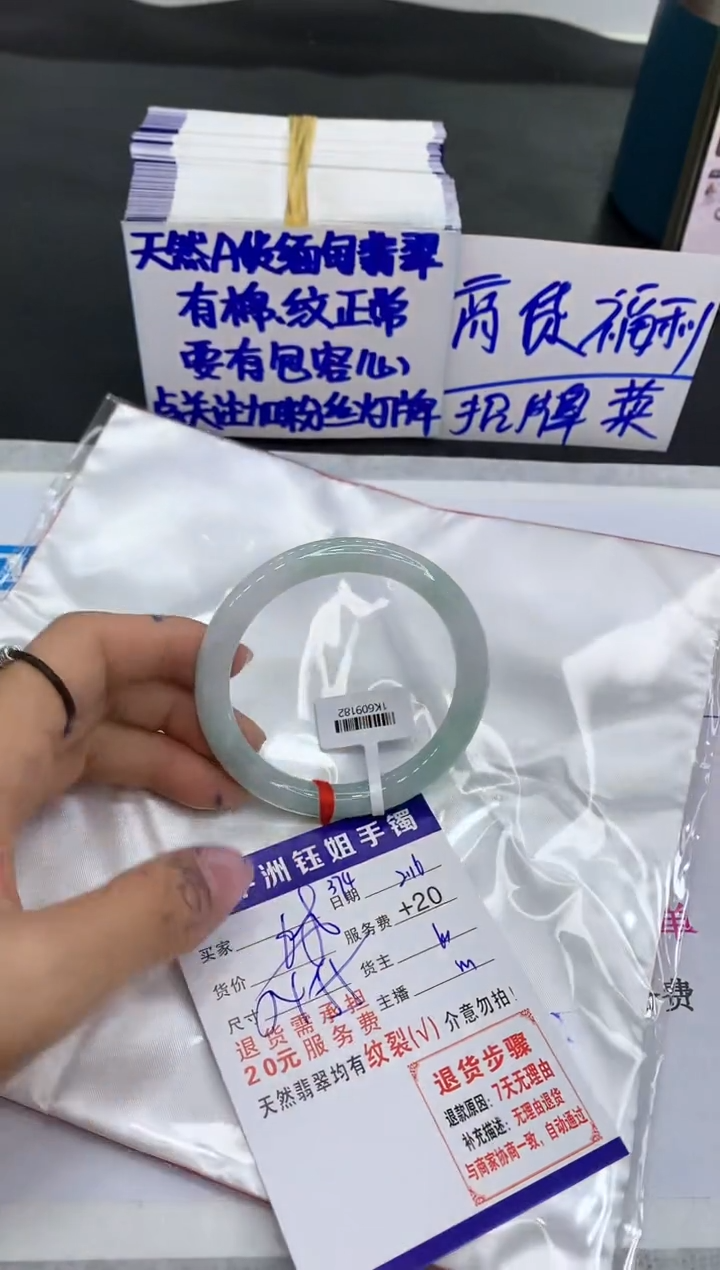 天然A货缅甸翡翠
有棉、纹正常
要有包容心
点关注加粉丝灯牌
商贷福利
招牌菜
1K609182
洲钰姐手镯
374
日期
买家
服务费 +20
货价
货主
尺寸
主播
退货需承担
20元服务费
天然翡翠均有纹裂(√)介意勿拍!
退货步骤
退款原因:7天无理由
补充描述:无理由退货
与商家协商一致,自动通过
费